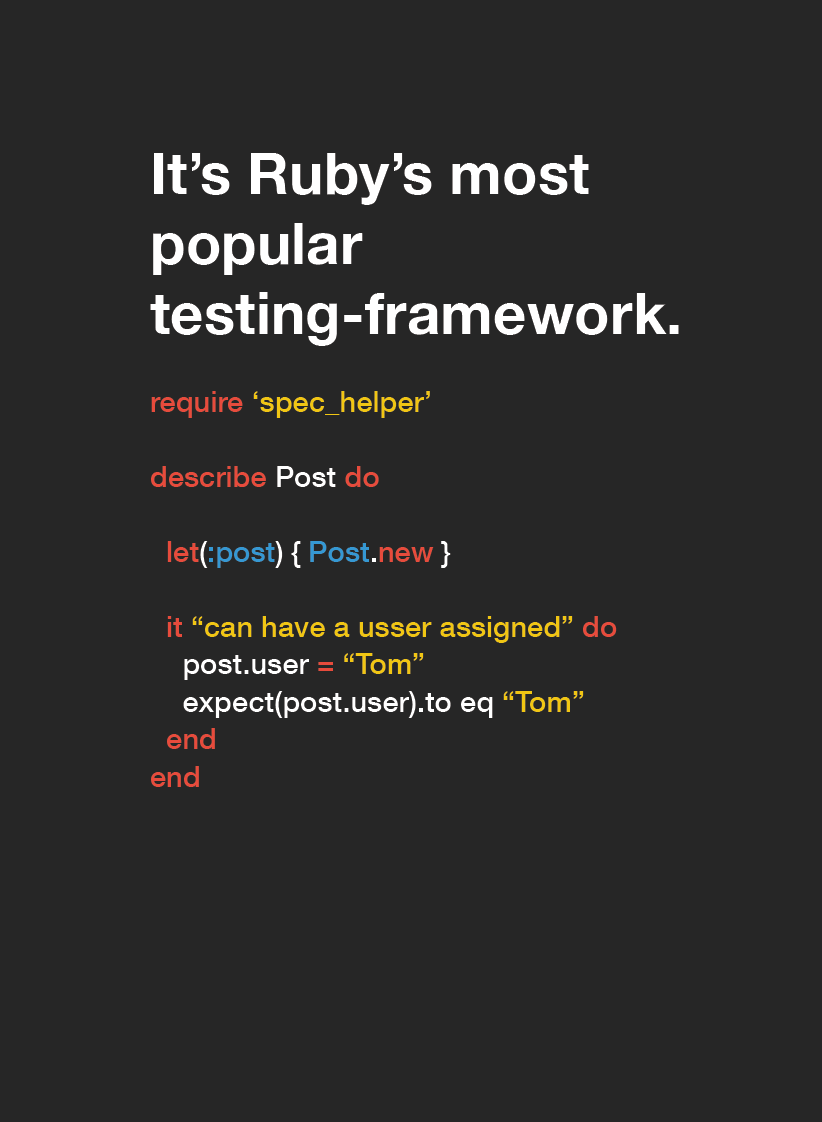 It’s Ruby’s most
popular
testing-framework.
require ‘spec_helper’
describe Post do
let(:post) { Post.new }
it “can have a usser assigned” do
post.user = “Tom”
expect(post.user).to eq “Tom”
end
end